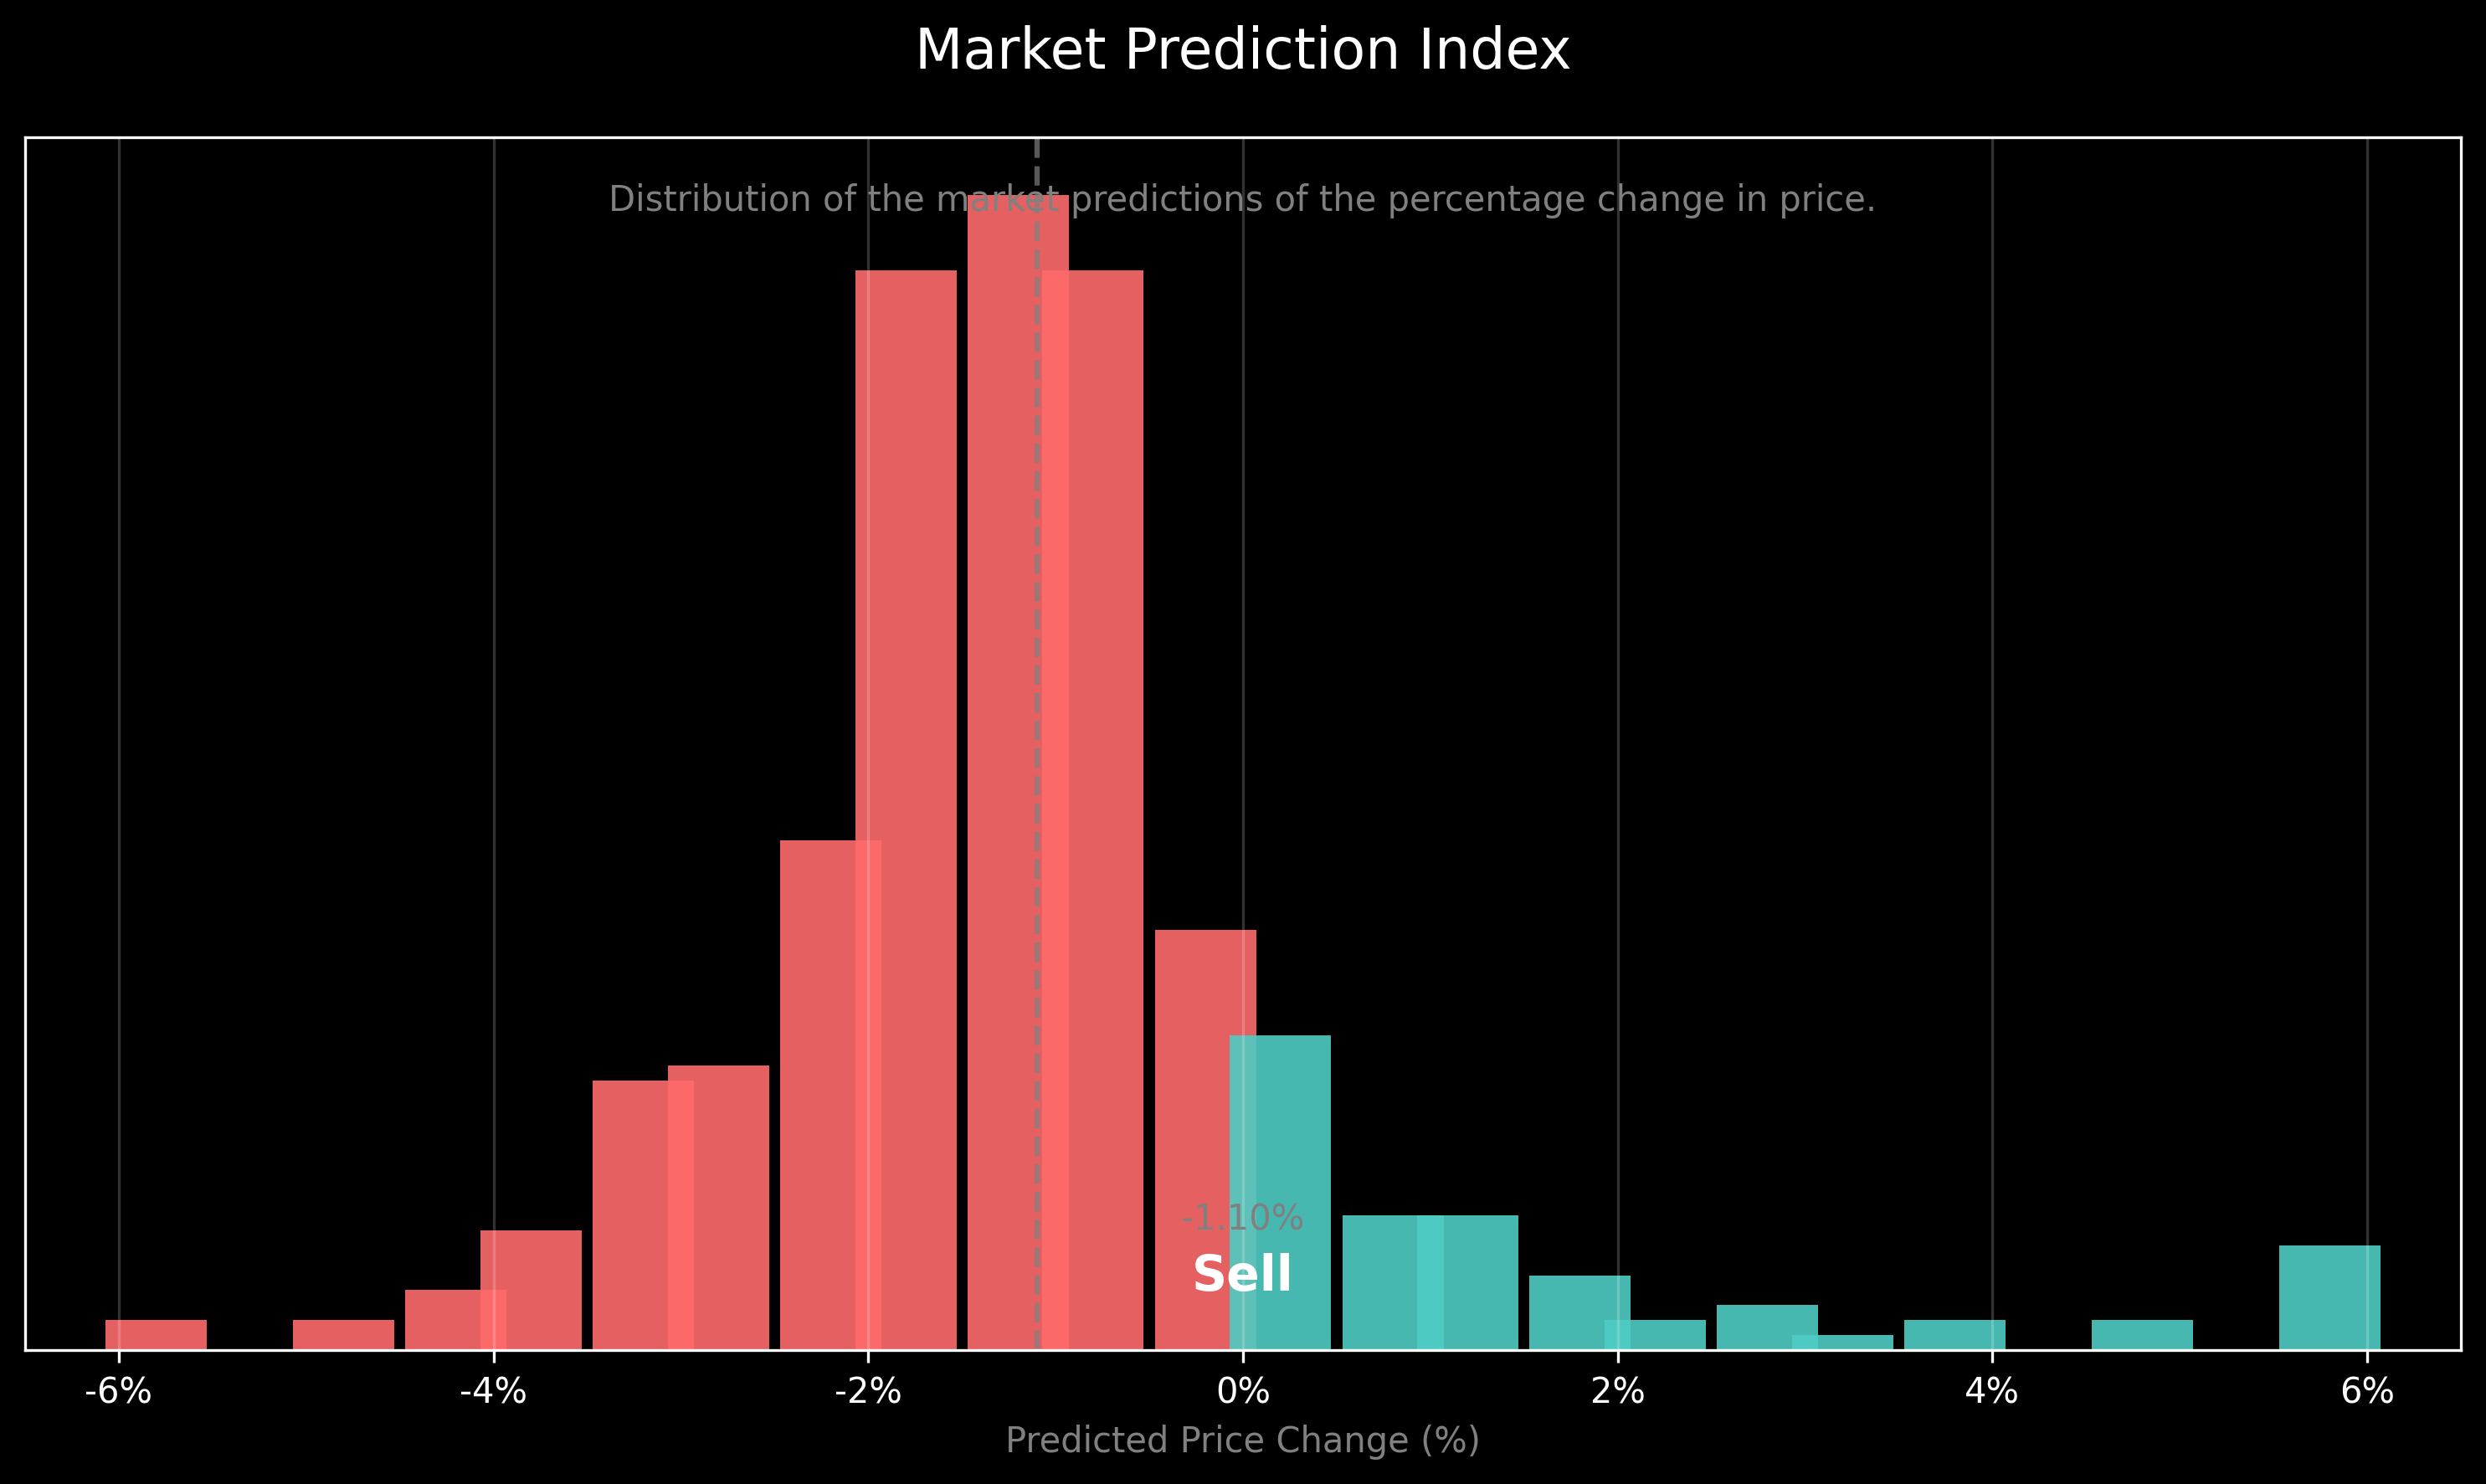 Market Prediction Index
Distribution of the market predictions of the percentage change in price.
-1.10%
Sell
-6% -4% -2% 0% 2% 4% 6%
Predicted Price Change (%)